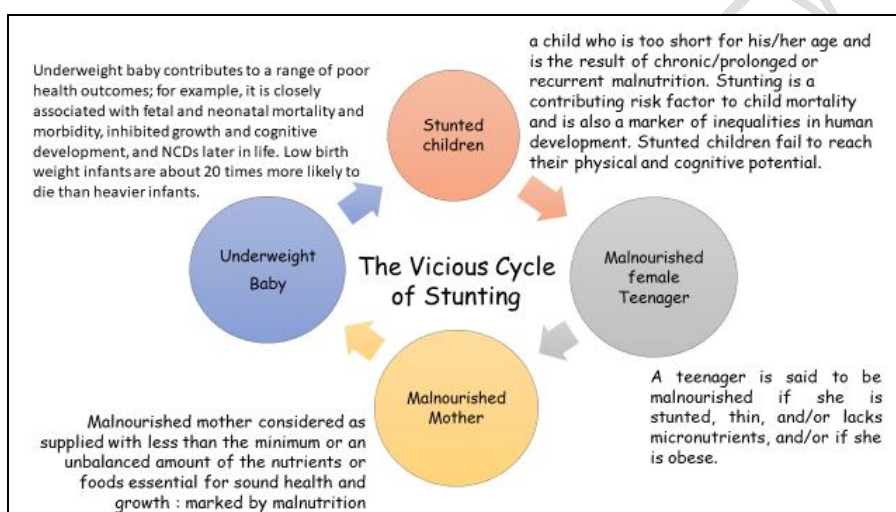 Underweight baby contributes to a range of poor
health outcomes; for example, it is closely
associated with fetal and neonatal mortality and
morbidity, inhibited growth and cognitive
development, and NCDs later in life. Low birth
weight infants are about 20 times more likely to
die than heavier infants.
Stunted
children
a child who is too short for his/her age and
is the result of chronic/prolonged or
recurrent malnutrition. Stunting is a
contributing risk factor to child mortality
and is also a marker of inequalities in human
development. Stunted children fail to reach
their physical and cognitive potential.
Underweight
Baby
The Vicious Cycle
of Stunting
Malnourished
female
Teenager
Malnourished
Mother
A teenager is said to be
malnourished if she is
stunted, thin, and/or lacks
micronutrients, and/or if she
is obese.
Malnourished mother considered as
supplied with less than the minimum or an
unbalanced amount of the nutrients or
foods essential for sound health and
growth : marked by malnutrition